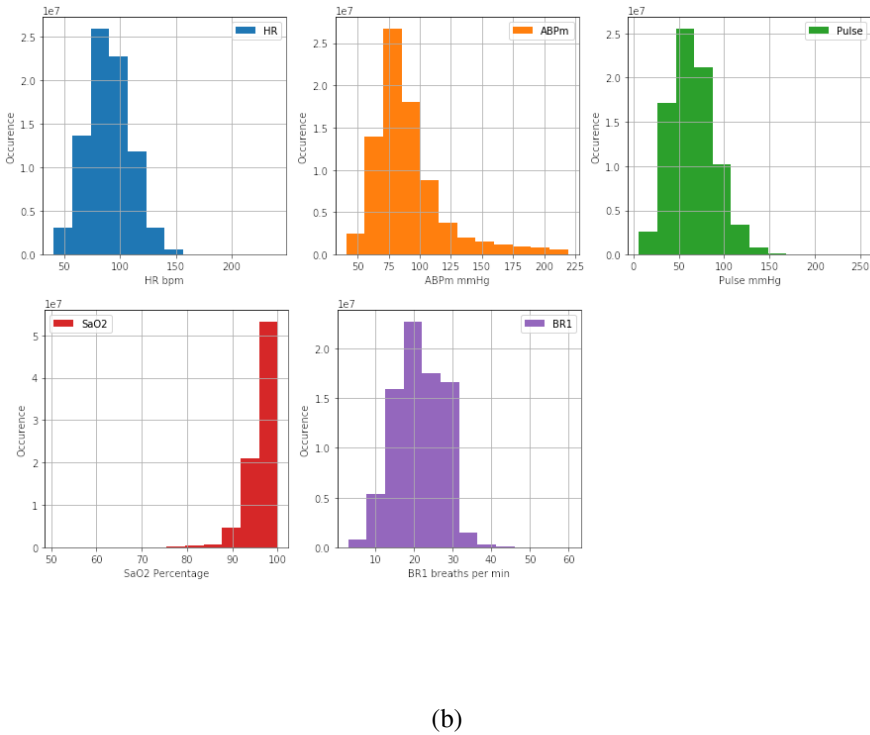 1e7
HR
2.5
2.0
1.5
1.0
0.5
0.0
Occurence
50
100
150
200
HR bpm
1e7
ABPm
2.5
2.0
1.5
1.0
0.5
0.0
Occurence
50
75
100
125
150
175
200
225
ABPm mmHg
1e7
Pulse
2.5
2.0
1.5
1.0
0.5
0.0
Occurence
0
50
100
150
200
250
Pulse mmHg
1e7
SaO2
5
4
3
2
1
0
Occurence
50
60
70
80
90
100
SaO2 Percentage
1e7
BR1
2.0
1.5
1.0
0.5
0.0
Occurence
10
20
30
40
50
60
BR1 breaths per min
(b)